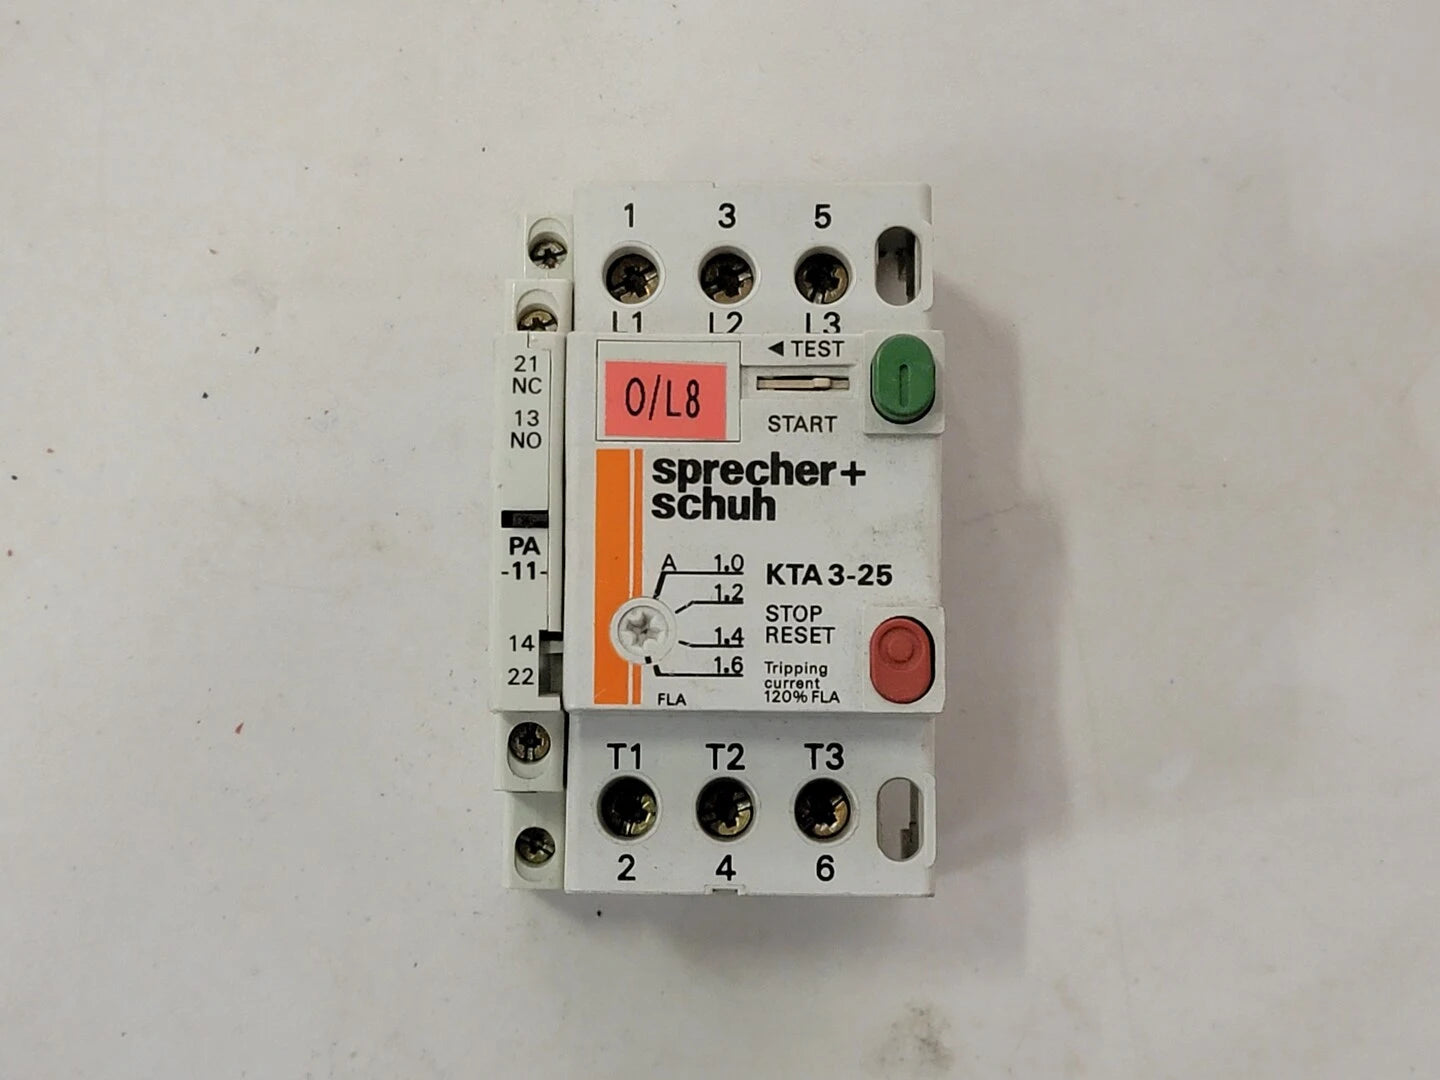 1 3 5
L1 L2 L3
◄ TEST
O/L8
START
21
NC
13
NO
sprecher+
schuh
PA
-11-
A 1.0
1.2
1.4
1.6
FLA
KTA 3-25
STOP
RESET
Tripping
current
120% FLA
14
22
T1 T2 T3
2 4 6